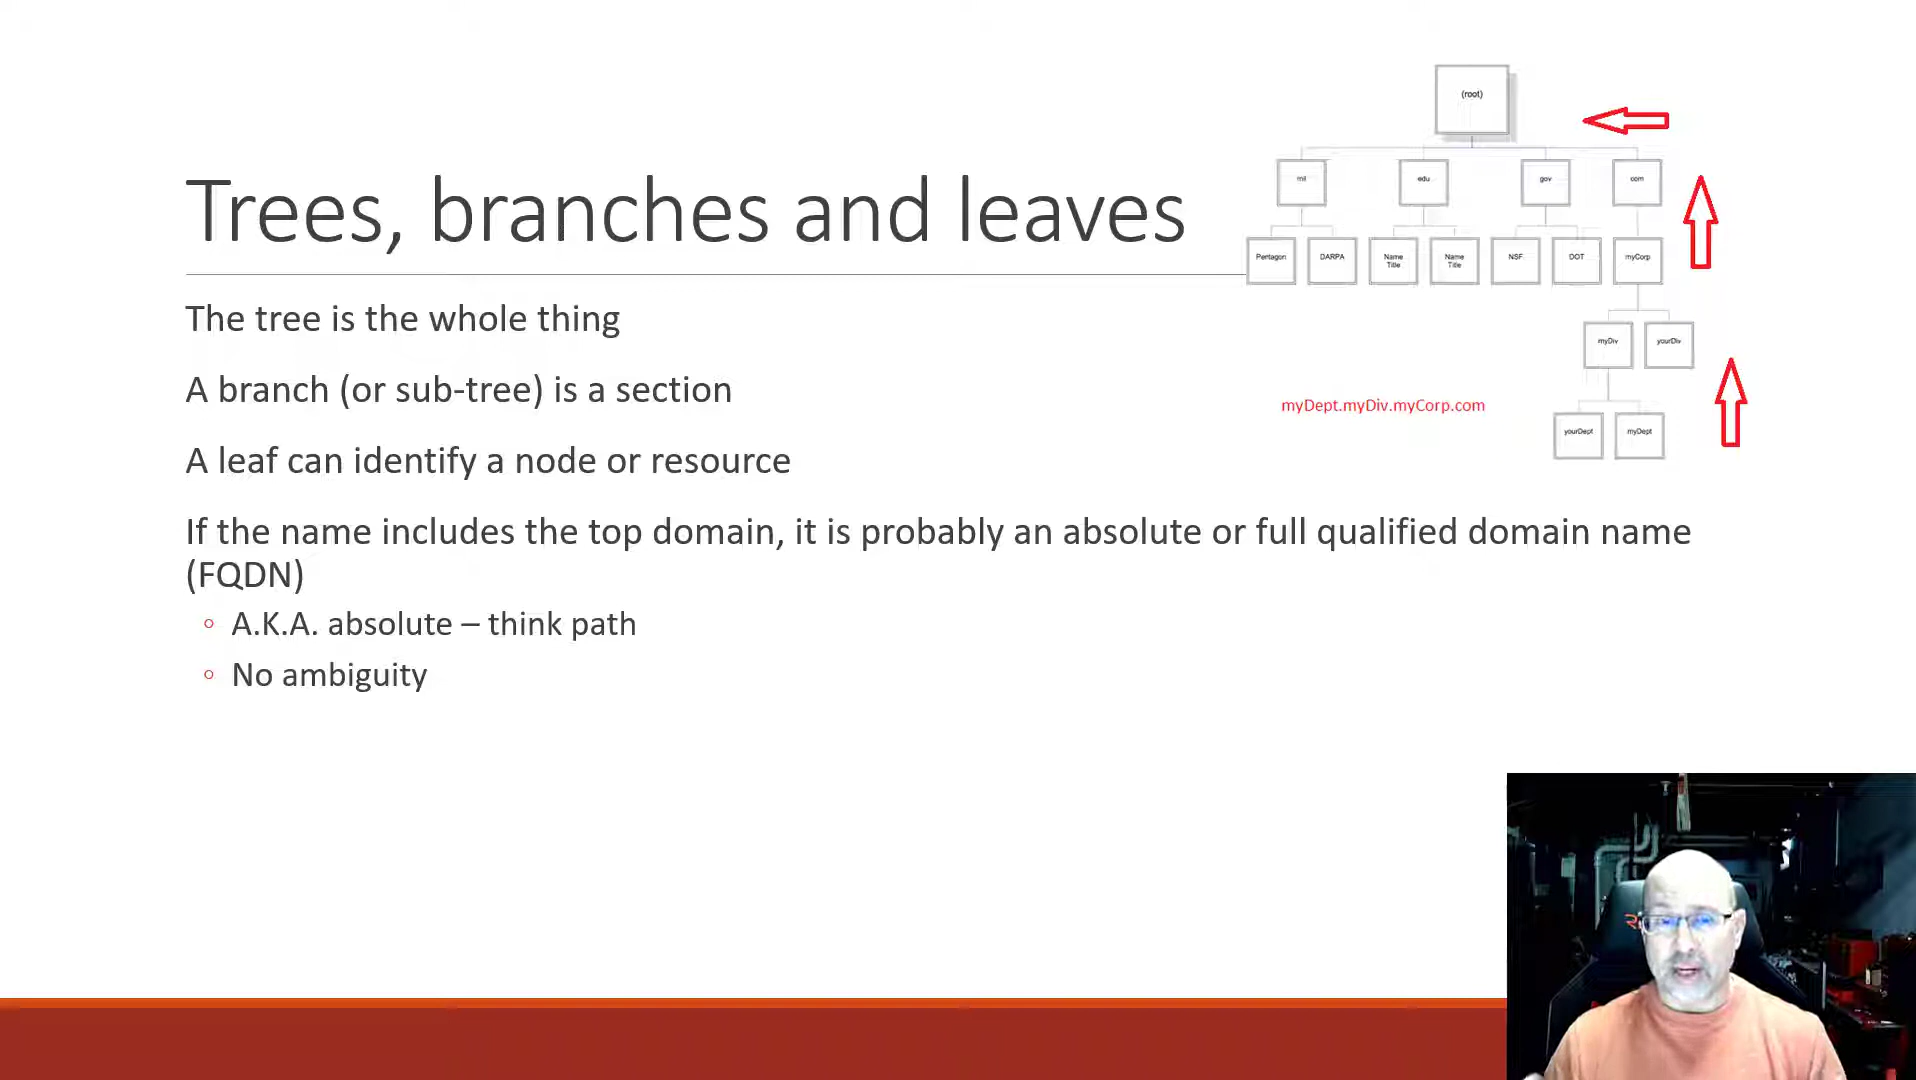 (root)
mil
edu
gov
com
Trees, branches and leaves
Pentagon
DARPA
Name
Title
Name
Title
NSF
DOT
myCorp
The tree is the whole thing
myDiv
yourDiv
A branch (or sub-tree) is a section
myDept.myDiv.myCorp.com
yourDept
myDept
A leaf can identify a node or resource
If the name includes the top domain, it is probably an absolute or full qualified domain name
(FQDN)
A.K.A. absolute – think path
No ambiguity